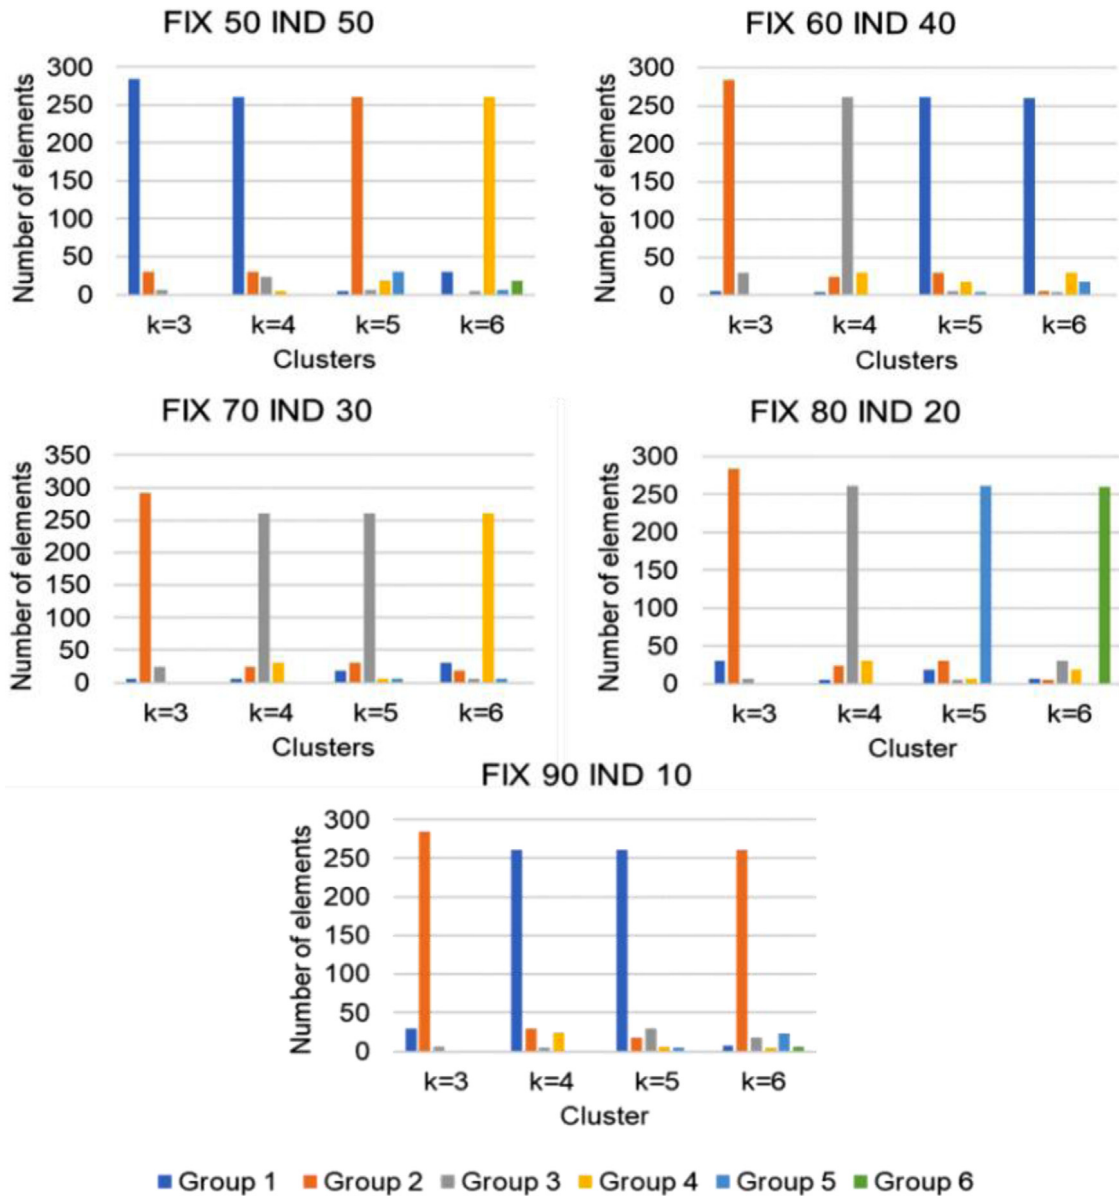 FIX 50 IND 50
Number of elements
300
250
200
150
100
50
0
k=3 k=4 k=5 k=6
Clusters
FIX 60 IND 40
Number of elements
300
250
200
150
100
50
0
k=3 k=4 k=5 k=6
Clusters
FIX 70 IND 30
Number of elements
350
300
250
200
150
100
50
0
k=3 k=4 k=5 k=6
Clusters
FIX 80 IND 20
Number of elements
300
250
200
150
100
50
0
k=3 k=4 k=5 k=6
Cluster
FIX 90 IND 10
Number of elements
300
250
200
150
100
50
0
k=3 k=4 k=5 k=6
Cluster
Group 1 Group 2 Group 3 Group 4 Group 5 Group 6